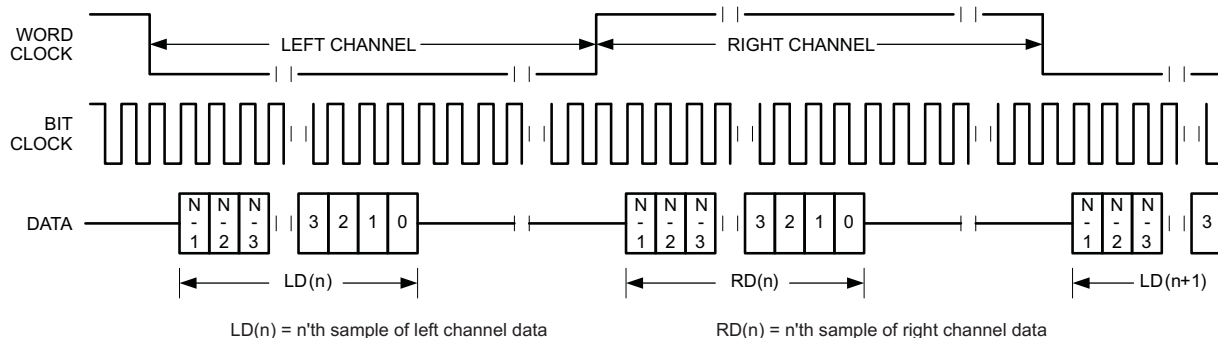 WORD
CLOCK
LEFT CHANNEL
RIGHT CHANNEL
BIT
CLOCK
DATA
N
-
1
N
-
2
N
-
3
3
2
1
0
N
-
1
N
-
2
N
-
3
3
2
1
0
N
-
1
N
-
2
N
-
3
3
LD(n)
RD(n)
LD(n+1)
LD(n) = n'th sample of left channel data
RD(n) = n'th sample of right channel data